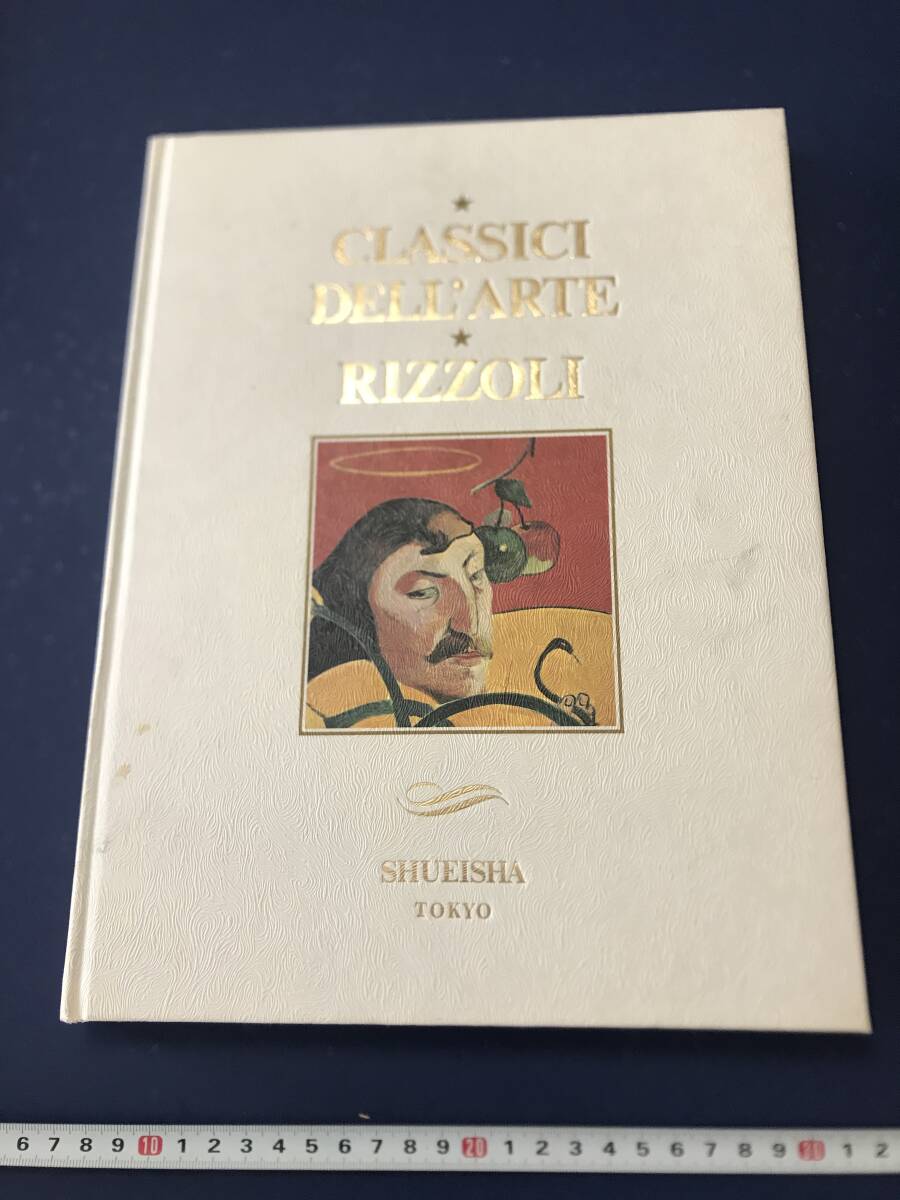 CLASSICI
DELL'ARTE
RIZZOLI
SHUEISHA
TOKYO
6 7 8 9 10 1 2 3 4 5 6 7 8 9 20 1 2 3 4 5 6 7 8 9 30 1 2